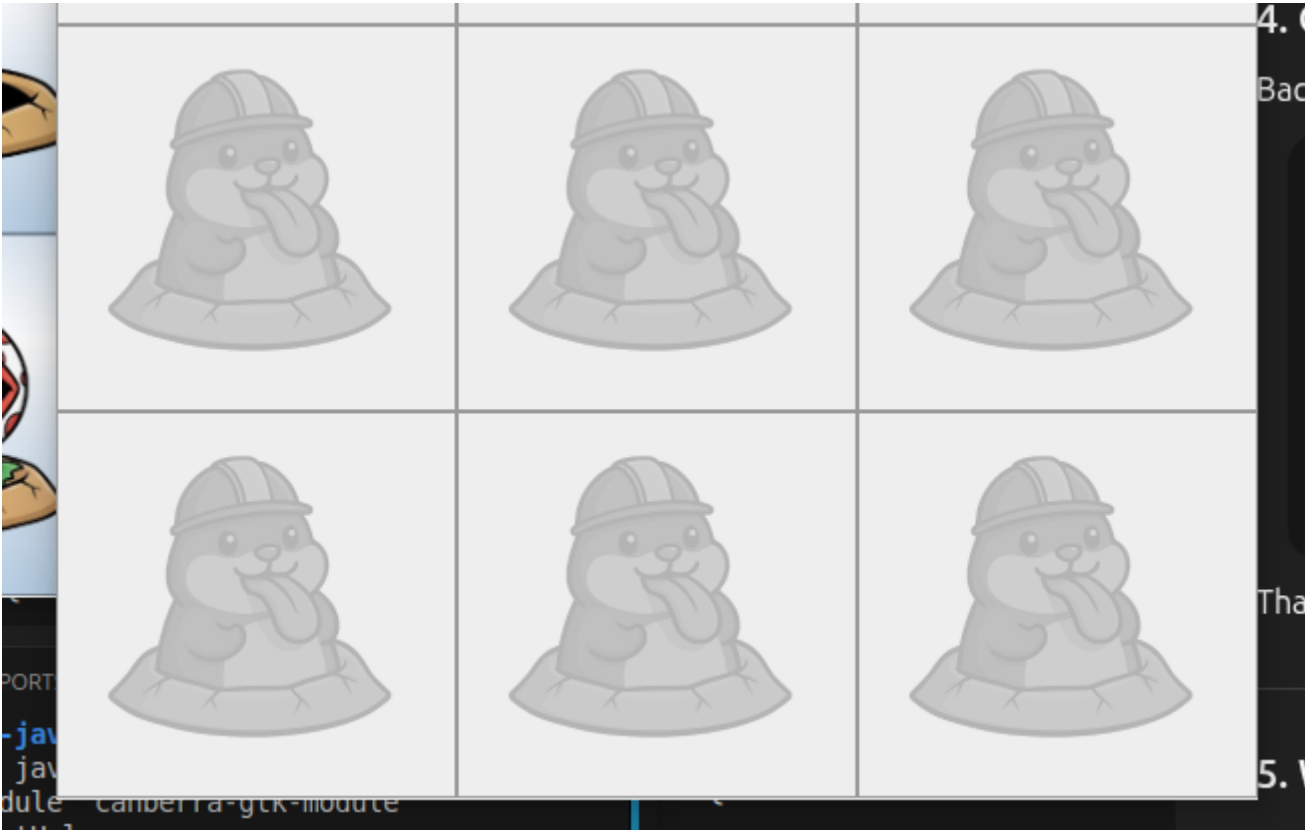 4.
Bac
Tha
PORT
-jav
jav
dule "canberra-gtk-module"
5. W